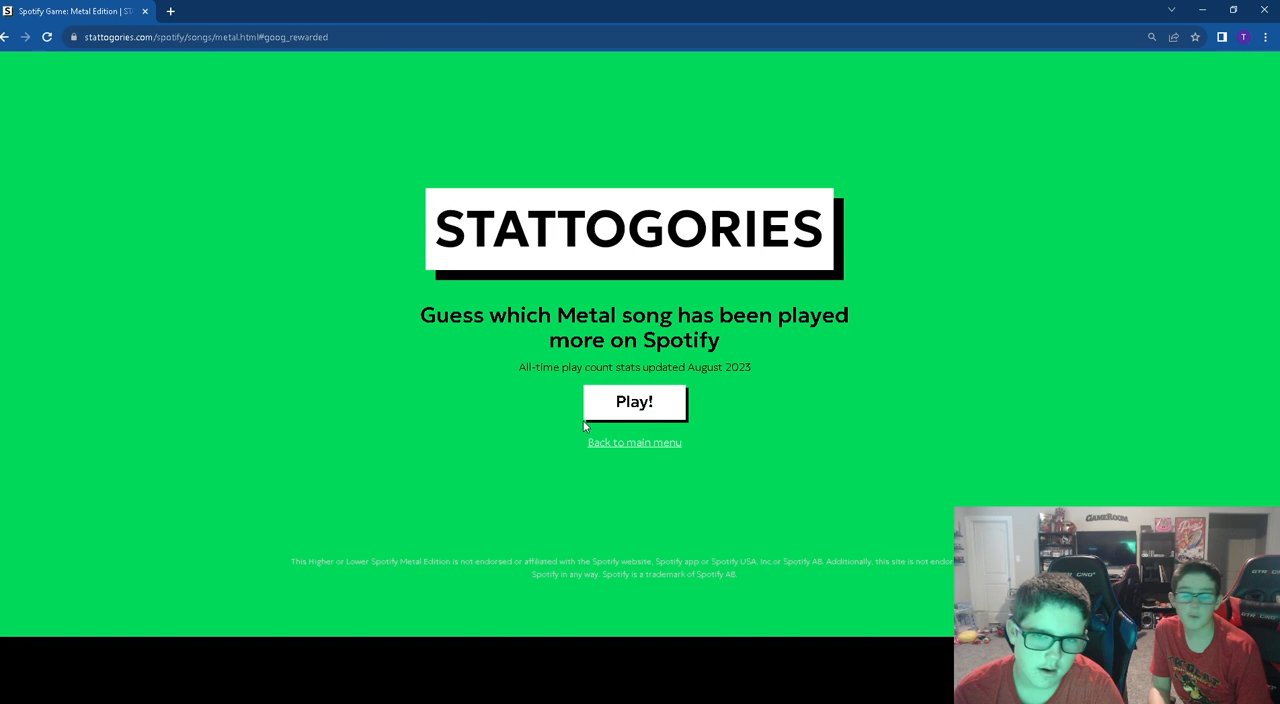 Spotify Game: Metal Edition | St
stattogories.com/spotify/songs/metal.html#goog_rewarded
T
STATTOGORIES
Guess which Metal song has been played
more on Spotify
All-time play count stats updated August 2023
Play!
Back to main menu
This Higher or Lower Spotify Metal Edition is not endorsed or affiliated with the Spotify website, Spotify app or Spotify USA, Inc or Spotify AB. Additionally, this site is not endor
Spotify in any way. Spotify is a trademark of Spotify AB.
GAMEROOM
GTRACING